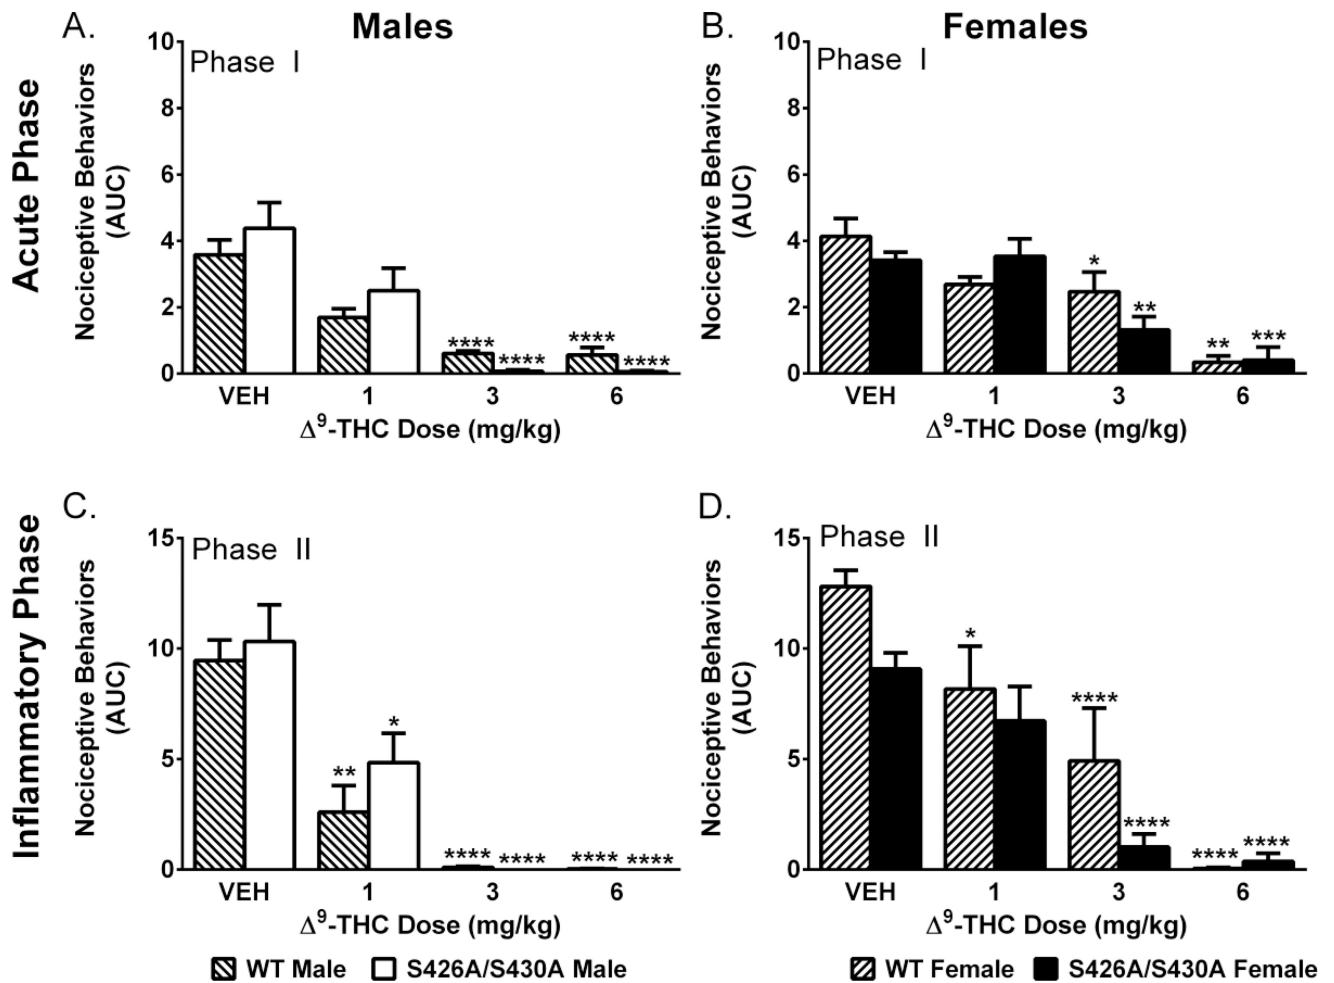 Males
Females
Acute Phase
Inflammatory Phase
A.
Phase I
Nociceptive Behaviors
(AUC)
10
8
6
4
2
0
**** **** **** ****
VEH 1 3 6
Δ⁹-THC Dose (mg/kg)
B.
Phase I
Nociceptive Behaviors
(AUC)
10
8
6
4
2
0
* ** ** ***
VEH 1 3 6
Δ⁹-THC Dose (mg/kg)
C.
Phase II
Nociceptive Behaviors
(AUC)
15
10
5
0
** * **** **** **** ****
VEH 1 3 6
Δ⁹-THC Dose (mg/kg)
WT Male S426A/S430A Male
D.
Phase II
Nociceptive Behaviors
(AUC)
15
10
5
0
* **** **** **** ****
VEH 1 3 6
Δ⁹-THC Dose (mg/kg)
WT Female S426A/S430A Female